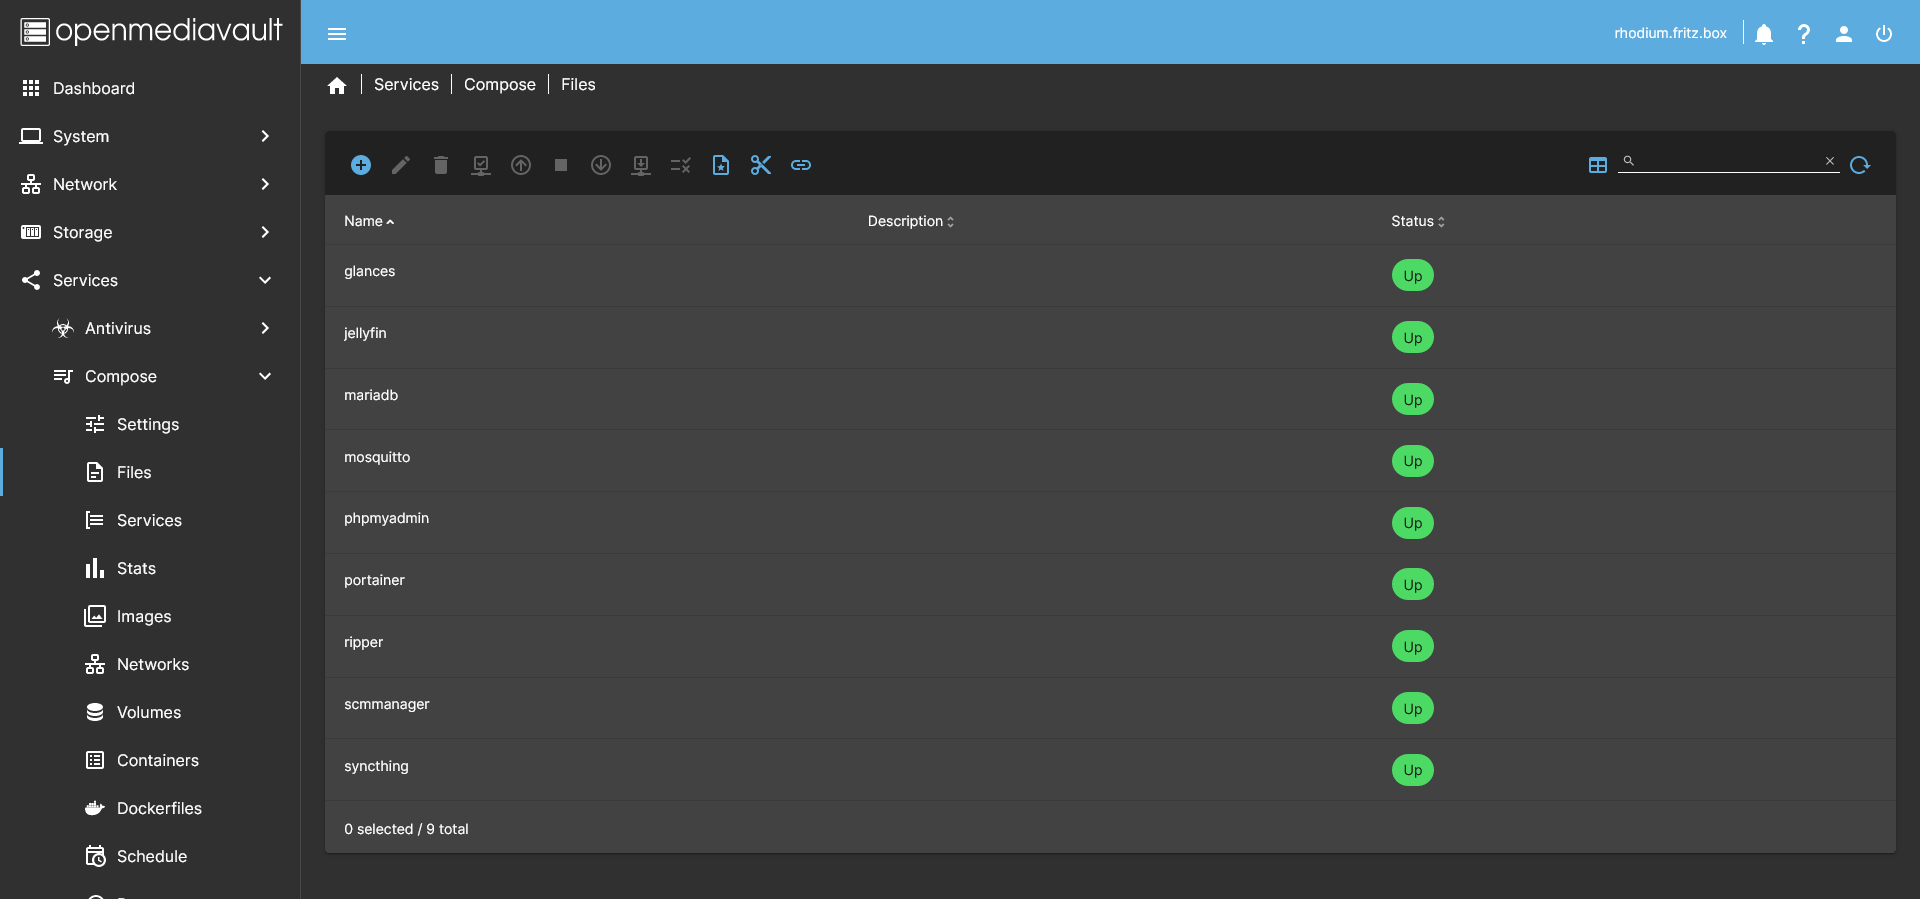 openmediavault
rhodium.fritz.box
Dashboard
System
Network
Storage
Services
Antivirus
Compose
Settings
Files
Services
Stats
Images
Networks
Volumes
Containers
Dockerfiles
Schedule
Services
Compose
Files
Name
Description
Status
glances
Up
jellyfin
Up
mariadb
Up
mosquitto
Up
phpmyadmin
Up
portainer
Up
ripper
Up
scmmanager
Up
syncthing
Up
0 selected / 9 total